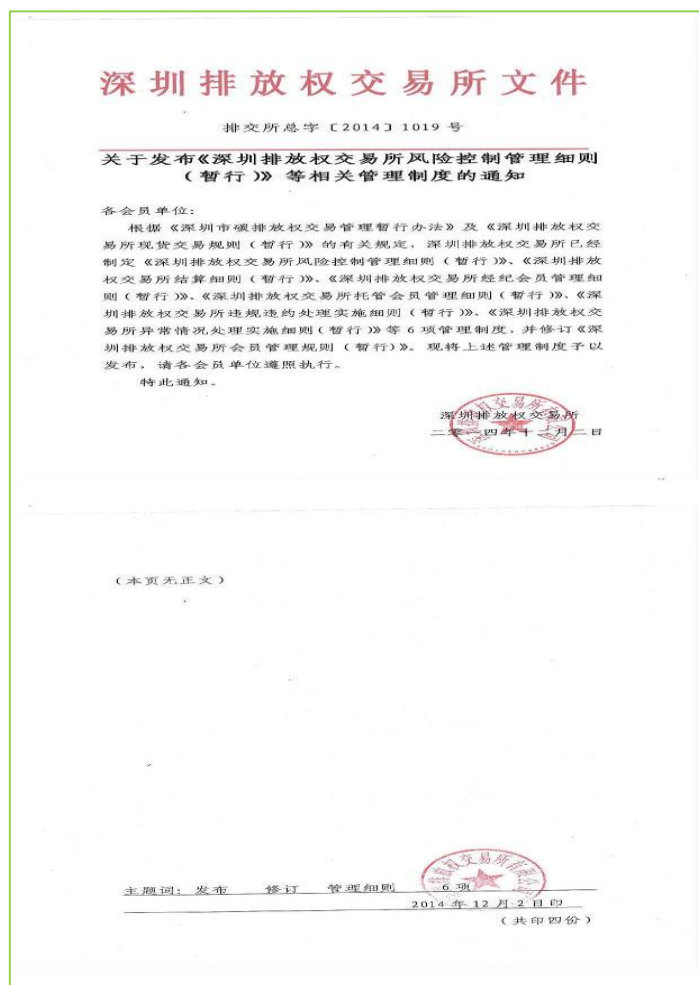 深圳排放权交易所文件
排交所总字〔2014〕1019 号
关于发布《深圳排放权交易所风险控制管理细则
（暂行）》等相关管理制度的通知
各会员单位：
根据《深圳市碳排放权交易管理暂行办法》及《深圳排放权交
易所现货交易规则（暂行）》的有关规定，深圳排放权交易所已经
制定《深圳排放权交易所风险控制管理细则（暂行）》、《深圳排放
权交易所结算细则（暂行）》、《深圳排放权交易所经纪会员管理细
则（暂行）》、《深圳排放权交易所托管会员管理细则（暂行）》、《深
圳排放权交易所违规违约处理实施细则（暂行）》、《深圳排放权交
易所异常情况处理实施细则（暂行）》等 6 项管理制度，并修订《深
圳排放权交易所会员管理规则（暂行）》。现将上述管理制度予以
发布，请各会员单位遵照执行。
特此通知。
深圳排放权交易所
二零一四年十二月二日
（本页无正文）
主题词：发布 修订 管理细则 6 项
2014 年 12 月 2 日印
（共印四份）